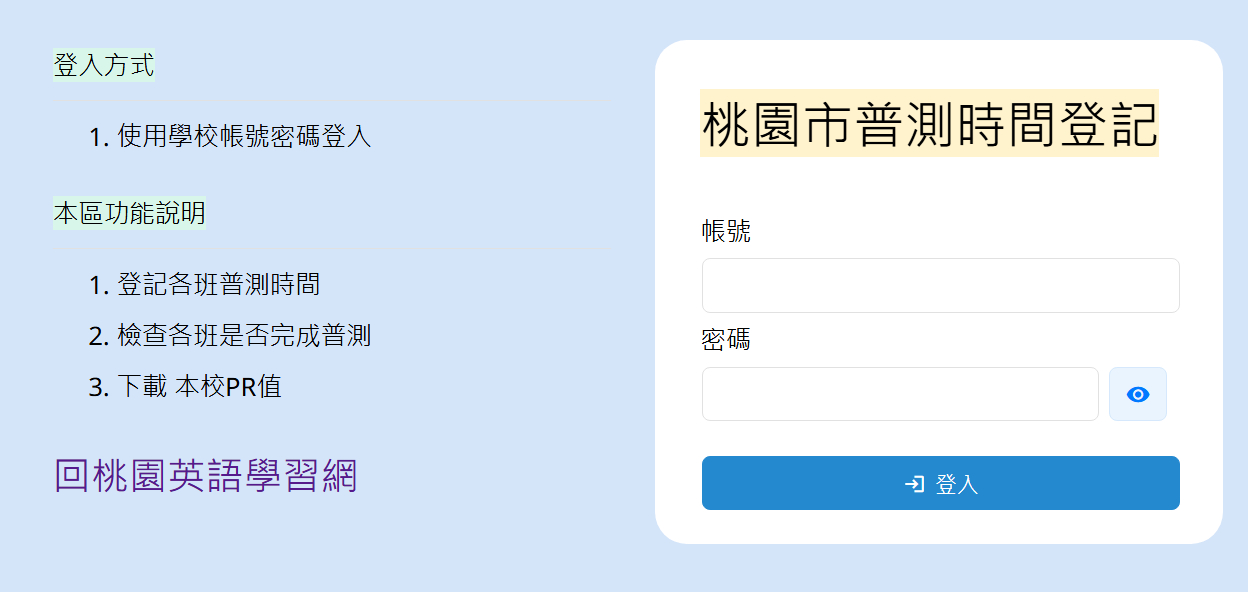 登入方式
1. 使用學校帳號密碼登入
本區功能說明
1. 登記各班普測時間
2. 檢查各班是否完成普測
3. 下載 本校PR值
回桃園英語學習網
桃園市普測時間登記
帳號
密碼
登入